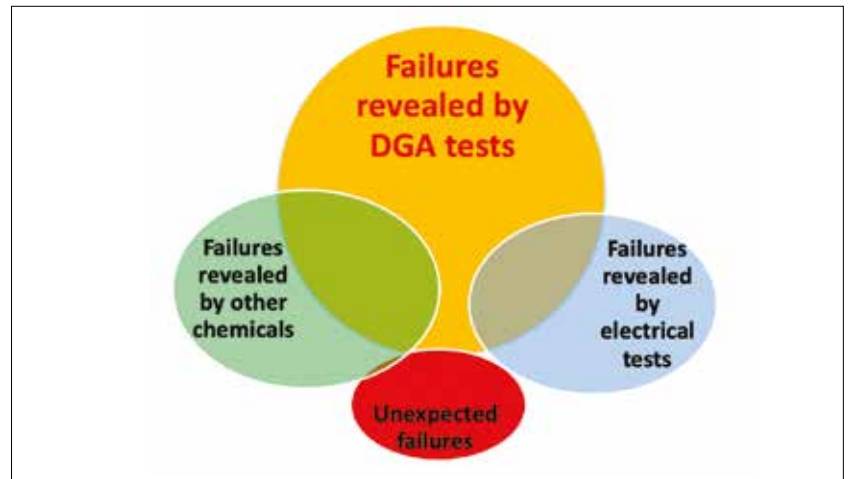 Failures
revealed by
DGA tests
Failures
revealed
by other
chemicals
Failures
revealed
by
electrical
tests
Unexpected
failures